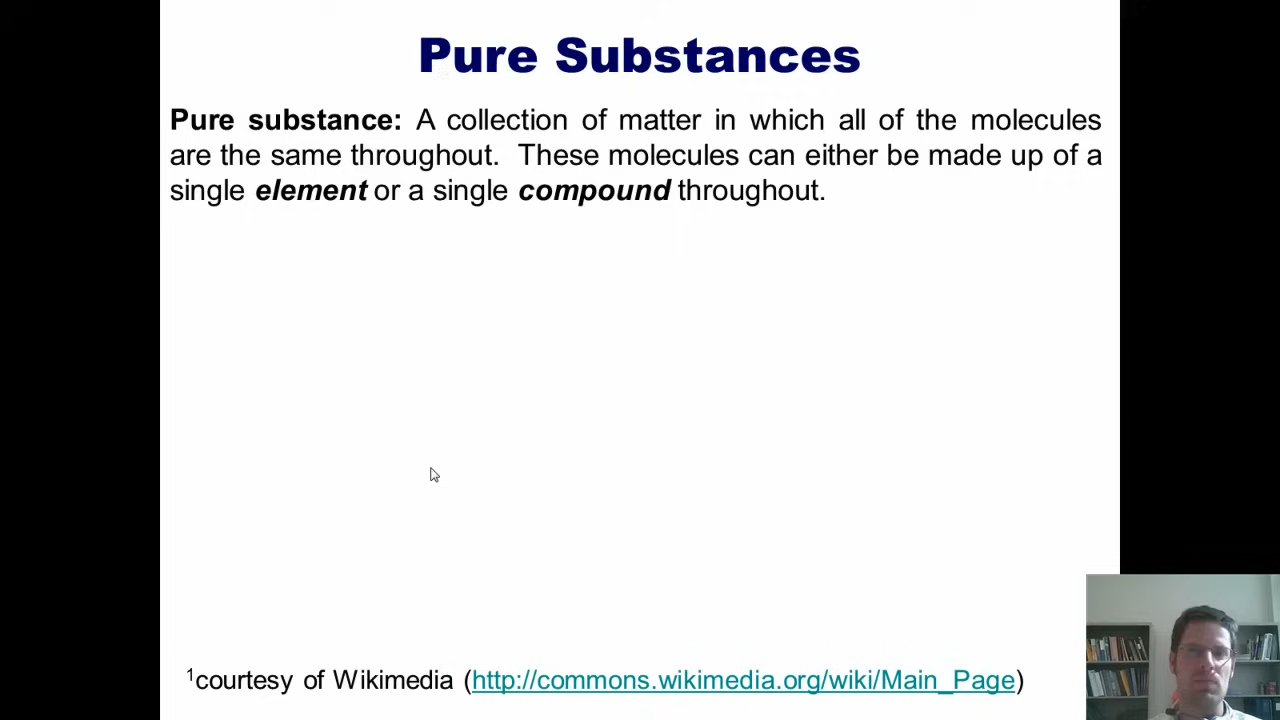 Pure Substances
Pure substance: A collection of matter in which all of the molecules
are the same throughout.  These molecules can either be made up of a
single element or a single compound throughout.
¹courtesy of Wikimedia (http://commons.wikimedia.org/wiki/Main_Page)